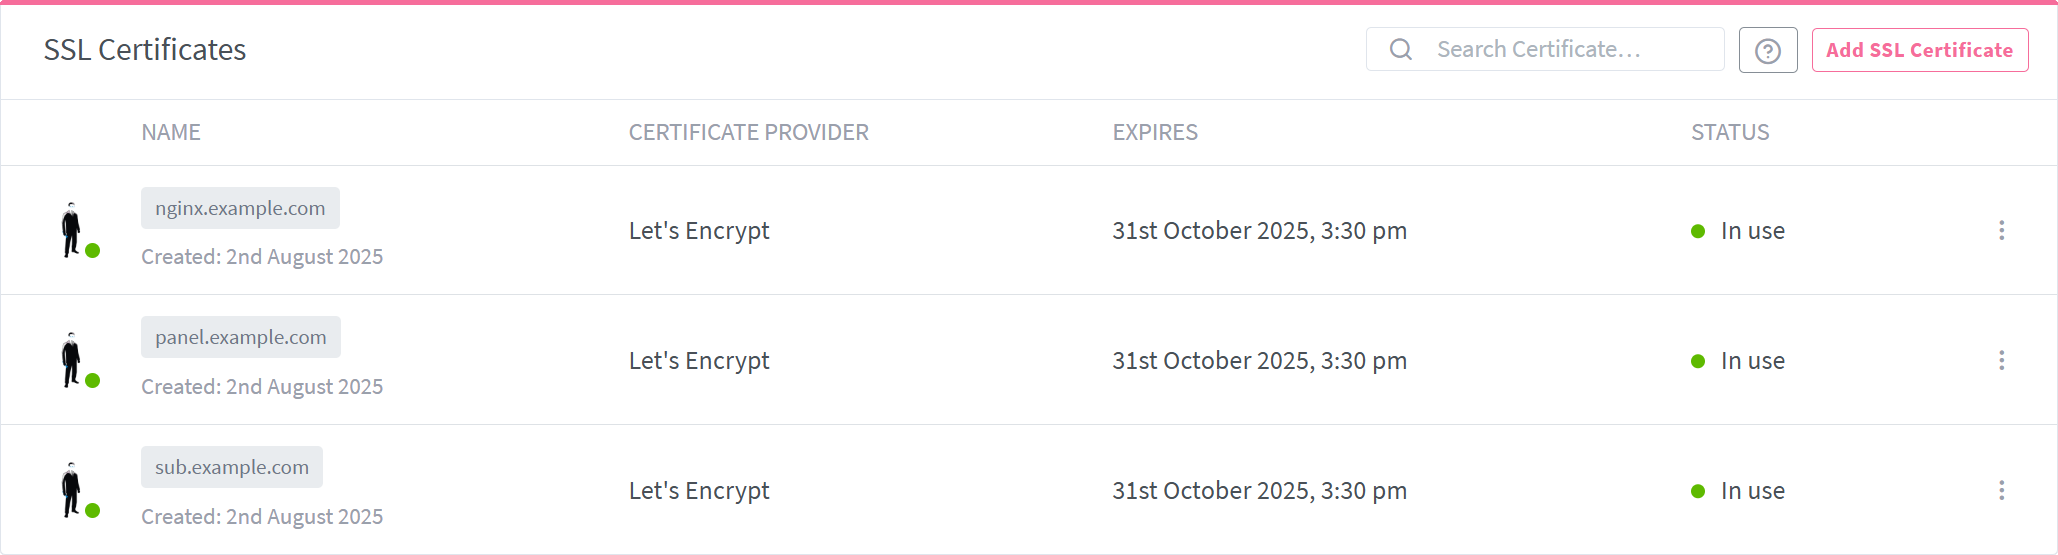 SSL Certificates
Search Certificate...
Add SSL Certificate
NAME CERTIFICATE PROVIDER EXPIRES STATUS
nginx.example.com
Created: 2nd August 2025
Let's Encrypt
31st October 2025, 3:30 pm
In use
panel.example.com
Created: 2nd August 2025
Let's Encrypt
31st October 2025, 3:30 pm
In use
sub.example.com
Created: 2nd August 2025
Let's Encrypt
31st October 2025, 3:30 pm
In use